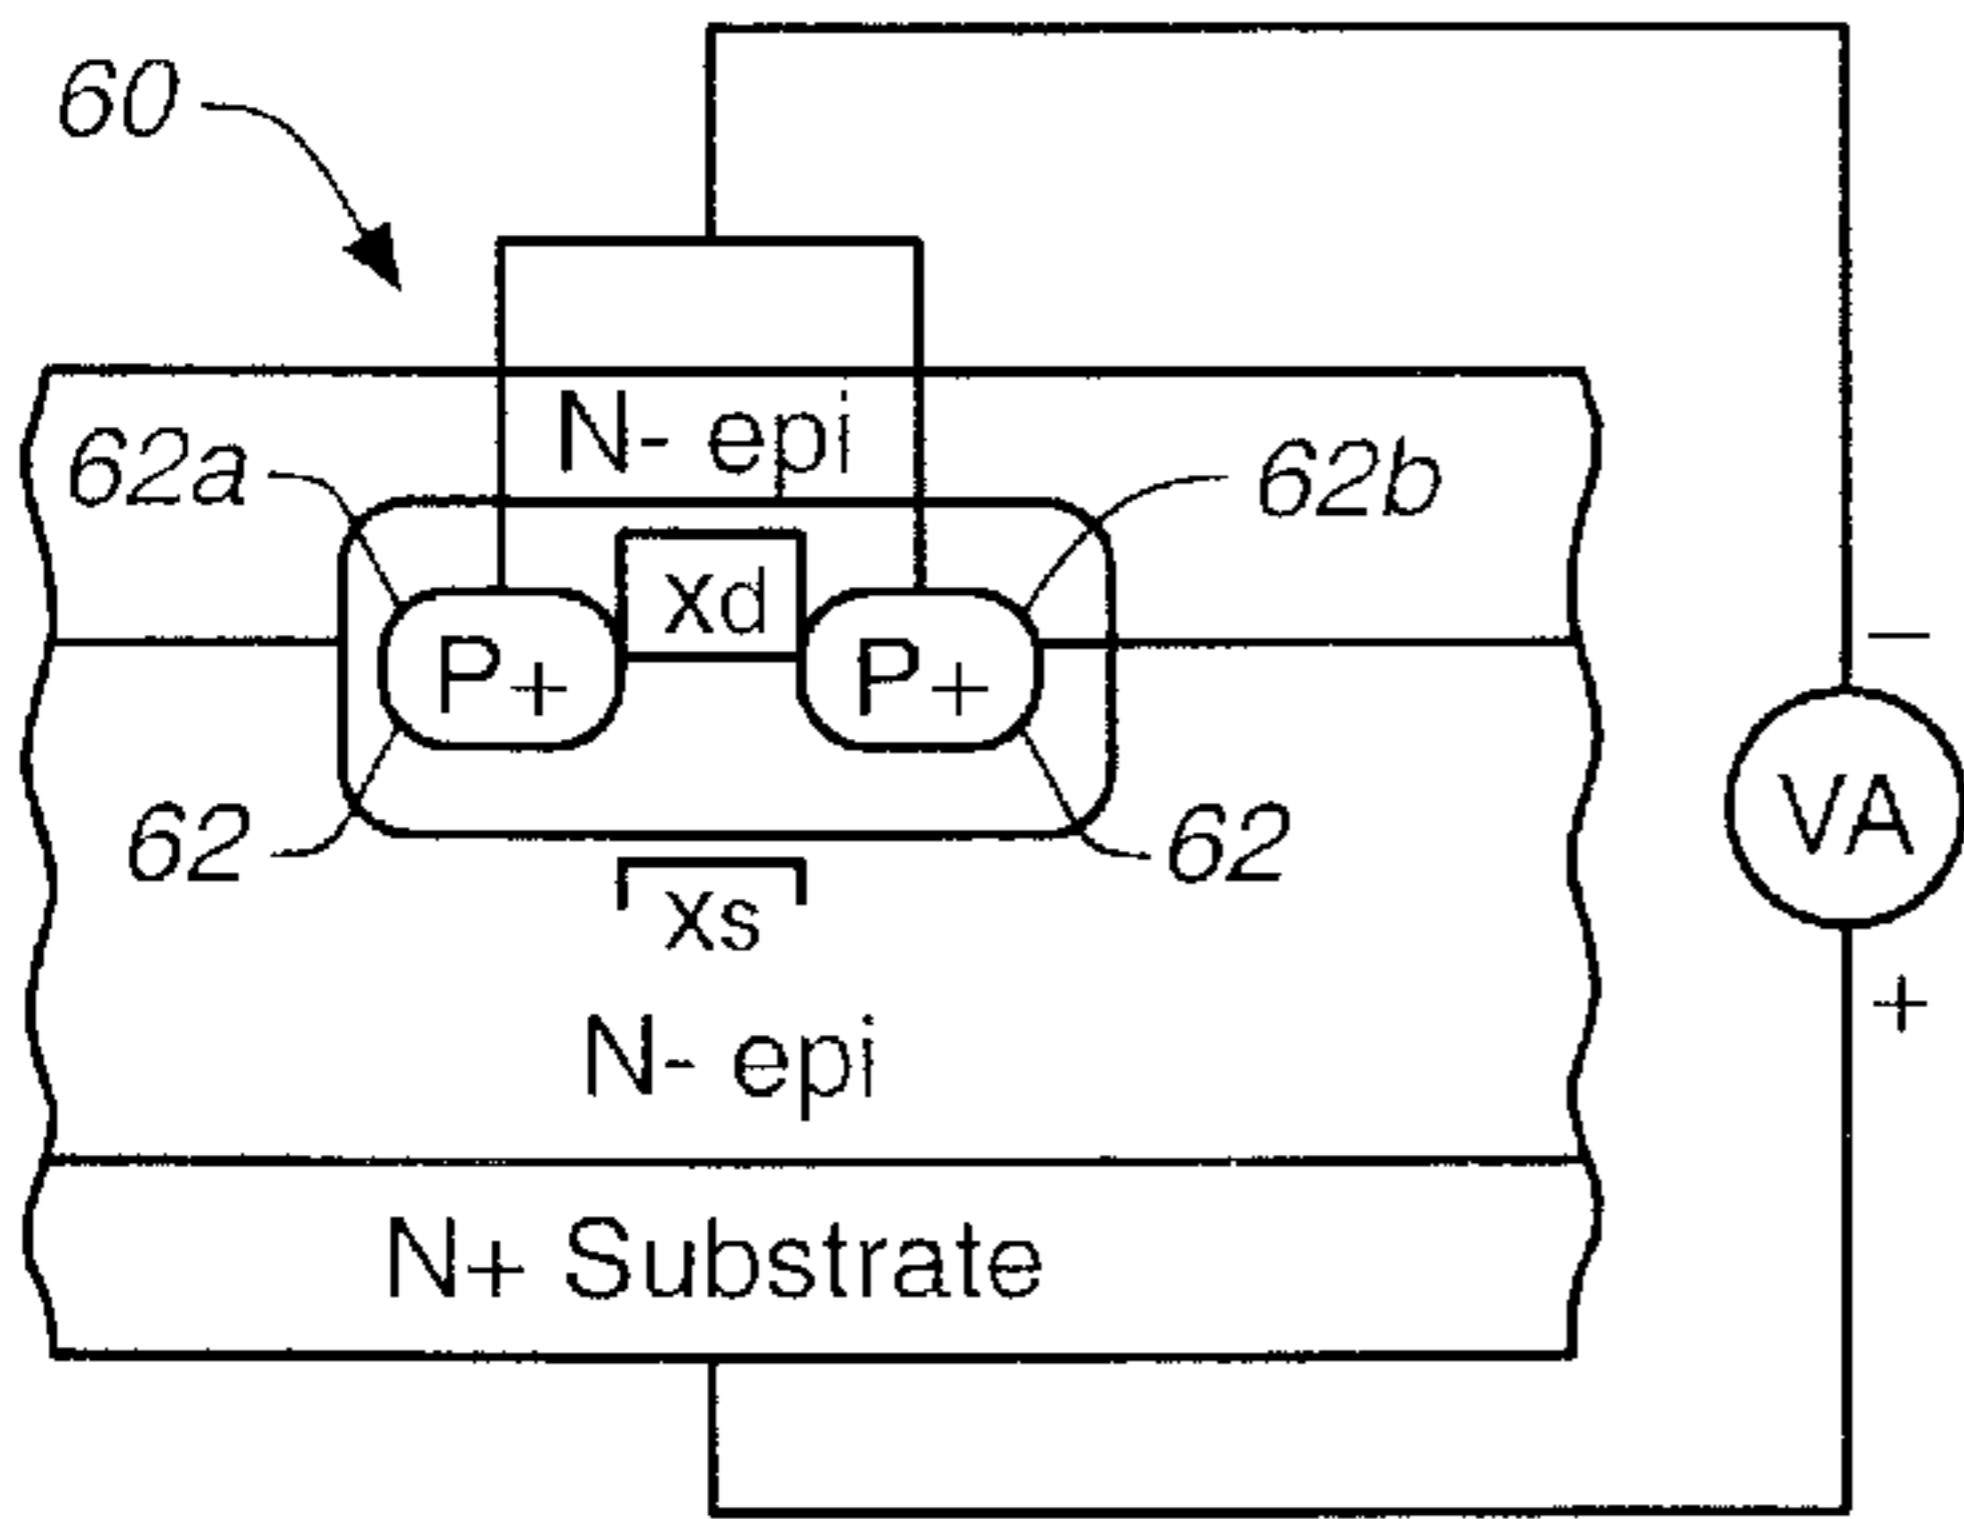 60
N- epi
62a
62b
xd
P+
P+
−
62
62
VA
xs
+
N- epi
N+ Substrate